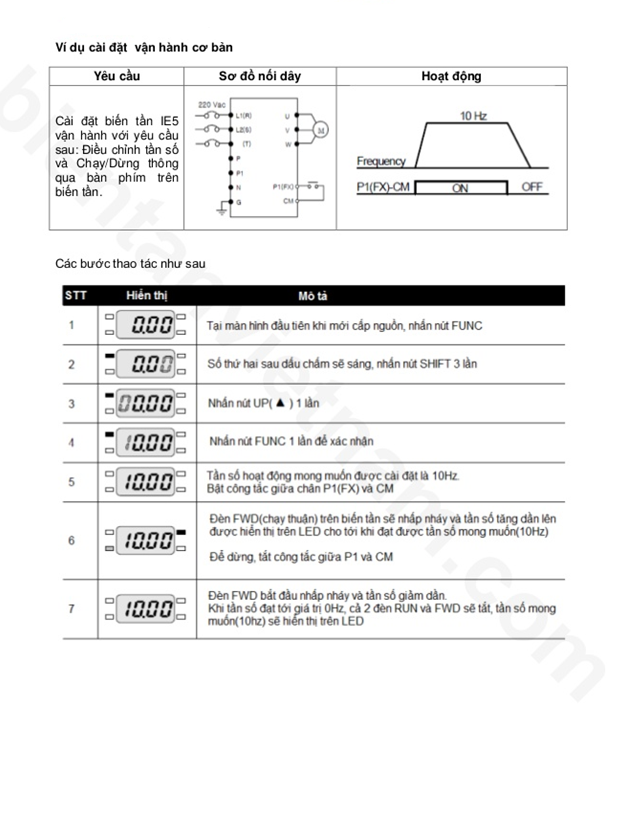 Ví dụ cài đặt vận hành cơ bản
Yêu cầu
Sơ đồ nối dây
Hoạt động
Cài đặt biến tần IE5
vận hành với yêu cầu
sau: Điều chỉnh tần số
và Chạy/Dừng thông
qua bàn phím trên
biến tần.
220 Vac
L1(R)
L2(S)
(T)
P
P1
N
G
U
V
W
M
P1(FX)
CM
10 Hz
Frequency
P1(FX)-CM
ON
OFF
Các bước thao tác như sau
STT Hiển thị Mô tả
1 0.00 Tại màn hình đầu tiên khi mới cấp nguồn, nhấn nút FUNC
2 0.00 Số thứ hai sau dấu chấm sẽ sáng, nhấn nút SHIFT 3 lần
3 00.00 Nhấn nút UP( ▲ ) 1 lần
4 10.00 Nhấn nút FUNC 1 lần để xác nhận
5 10.00 Tần số hoạt động mong muốn được cài đặt là 10Hz.
Bật công tắc giữa chân P1(FX) và CM
6 10.00 Đèn FWD(chạy thuận) trên biến tần sẽ nhấp nháy và tần số tăng dần lên
được hiển thị trên LED cho tới khi đạt được tần số mong muốn(10Hz)
Để dừng, tắt công tắc giữa P1 và CM
7 10.00 Đèn FWD bắt đầu nhấp nháy và tần số giảm dần.
Khi tần số đạt tới giá trị 0Hz, cả 2 đèn RUN và FWD sẽ tắt, tần số mong
muốn(10hz) sẽ hiển thị trên LED
bientanvietnam.com